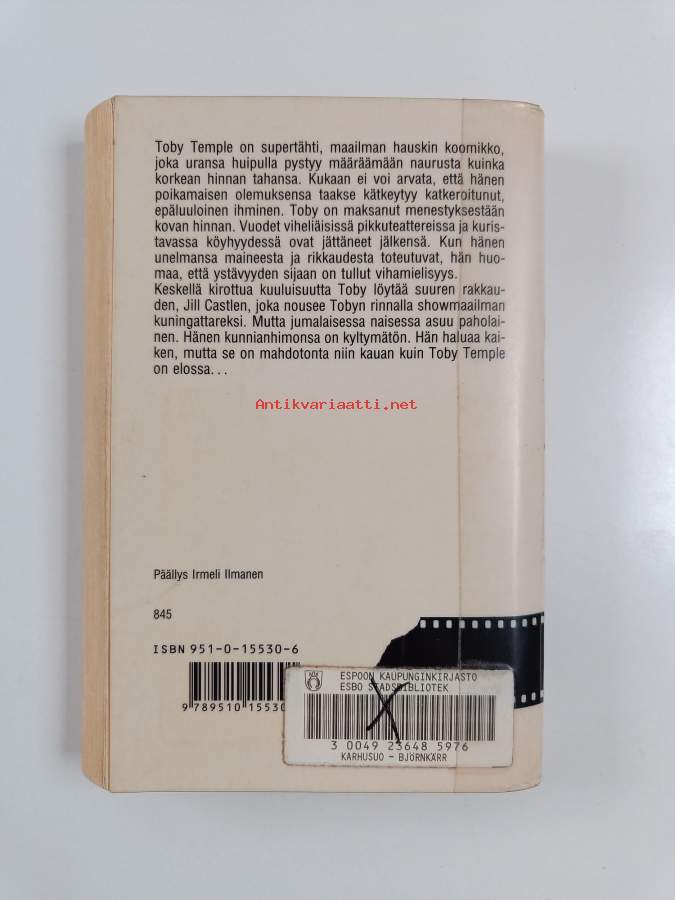 Toby Temple on supertähti, maailman hauskin koomikko,
joka uransa huipulla pystyy määräämään naurusta kuinka
korkean hinnan tahansa. Kukaan ei voi arvata, että hänen
poikamaisen olemuksensa taakse kätkeytyy katkeroitunut,
epäluuloinen ihminen. Toby on maksanut menestyksestään
kovan hinnan. Vuodet viheliäisissä pikkuteattereissa ja kuris-
tavassa köyhyydessä ovat jättäneet jälkensä. Kun hänen
unelmansa maineesta ja rikkaudesta toteutuvat, hän huo-
maa, että ystävyyden sijaan on tullut vihamielisyys.
Keskellä kirottua kuuluisuutta Toby löytää suuren rakkau-
den, Jill Castlen, joka nousee Tobyn rinnalla showmaailman
kuningattareksi. Mutta jumalaisessa naisessa asuu paholai-
nen. Hänen kunnianhimonsa on kyltymätön. Hän haluaa kai-
ken, mutta se on mahdotonta niin kauan kuin Toby Temple
on elossa...
Antikvariaatti.net
Päällys Irmeli Ilmanen
845
ISBN 951-0-15530-6
9 789510 15530
ESPOON KAUPUNGINKIRJASTO
ESBO STADSBIBLIOTEK
3 0049 23648 5976
KARHUSUO - BJÖRNKÄRR